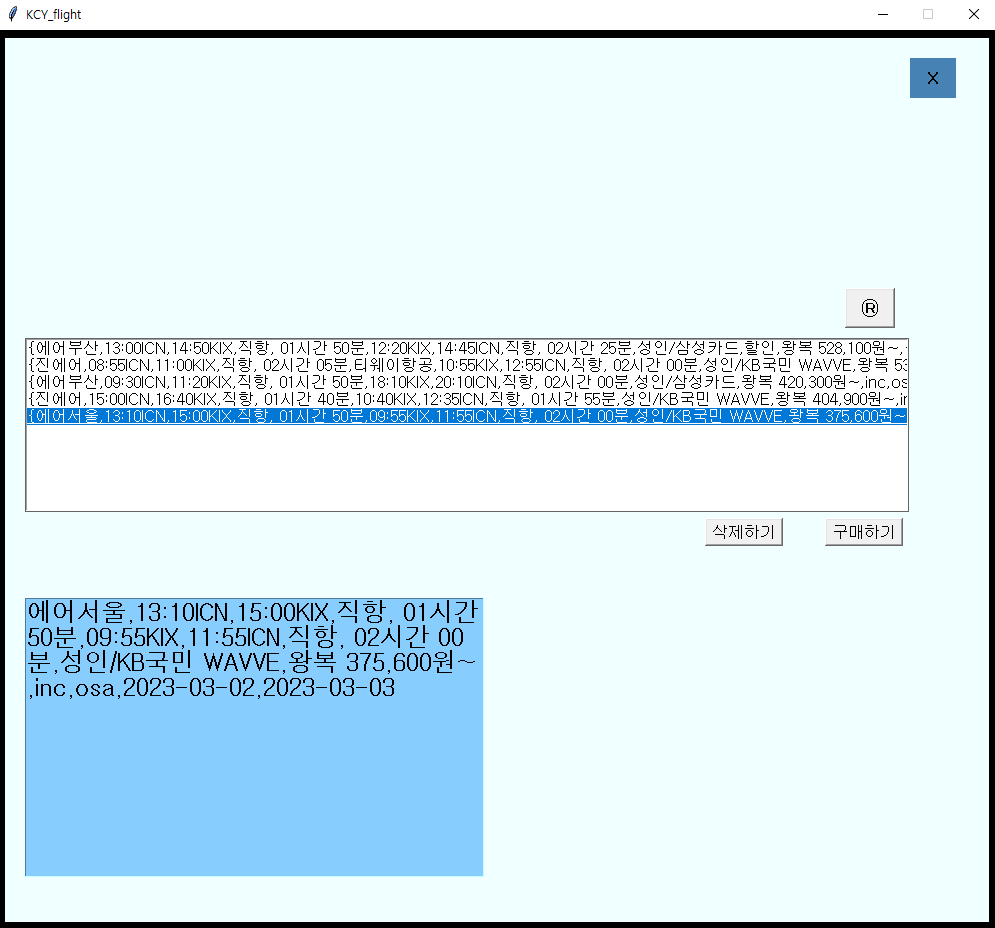 KCY_flight
X
®
{에어부산,13:00ICN,14:50KIX,직항, 01시간 50분,12:20KIX,14:45ICN,직항, 02시간 25분,성인/삼성카드,할인,왕복 528,100원~,
{진에어,08:55ICN,11:00KIX,직항, 02시간 05분,티웨이항공,10:55KIX,12:55ICN,직항, 02시간 00분,성인/KB국민 WAVVE,왕복 53
{에어부산,09:30ICN,11:20KIX,직항, 01시간 50분,18:10KIX,20:10ICN,직항, 02시간 00분,성인/삼성카드,왕복 420,300원~,inc,os
{진에어,15:00ICN,16:40KIX,직항, 01시간 40분,10:40KIX,12:35ICN,직항, 01시간 55분,성인/KB국민 WAVVE,왕복 404,900원~,in
{에어서울,13:10ICN,15:00KIX,직항, 01시간 50분,09:55KIX,11:55ICN,직항, 02시간 00분,성인/KB국민 WAVVE,왕복 375,600원~
삭제하기 구매하기
에어서울,13:10ICN,15:00KIX,직항, 01시간
50분,09:55KIX,11:55ICN,직항, 02시간 00
분,성인/KB국민 WAVVE,왕복 375,600원~
,inc,osa,2023-03-02,2023-03-03